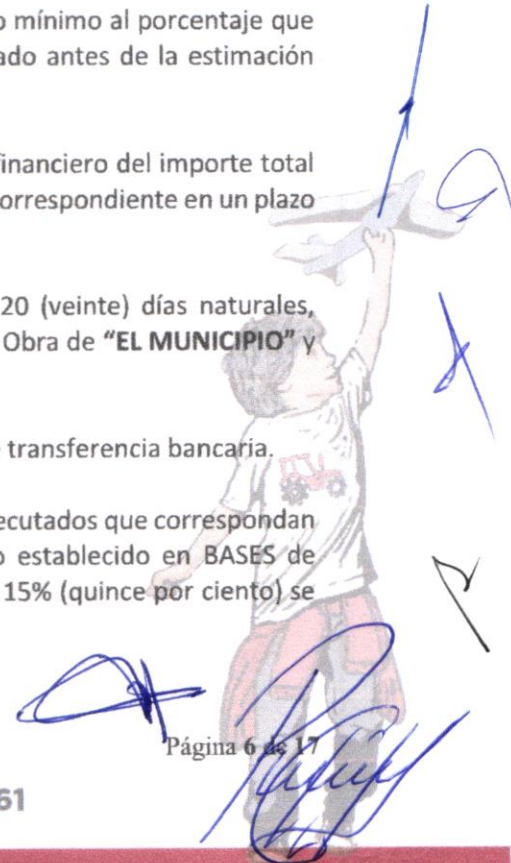 o mínimo al porcentaje que
ado antes de la estimación
financiero del importe total
orrespondiente en un plazo
20 (veinte) días naturales,
Obra de "EL MUNICIPIO" y
transferencia bancaria.
ecutados que correspondan
o establecido en BASES de
15% (quince por ciento) se
Página 6 de 17
61